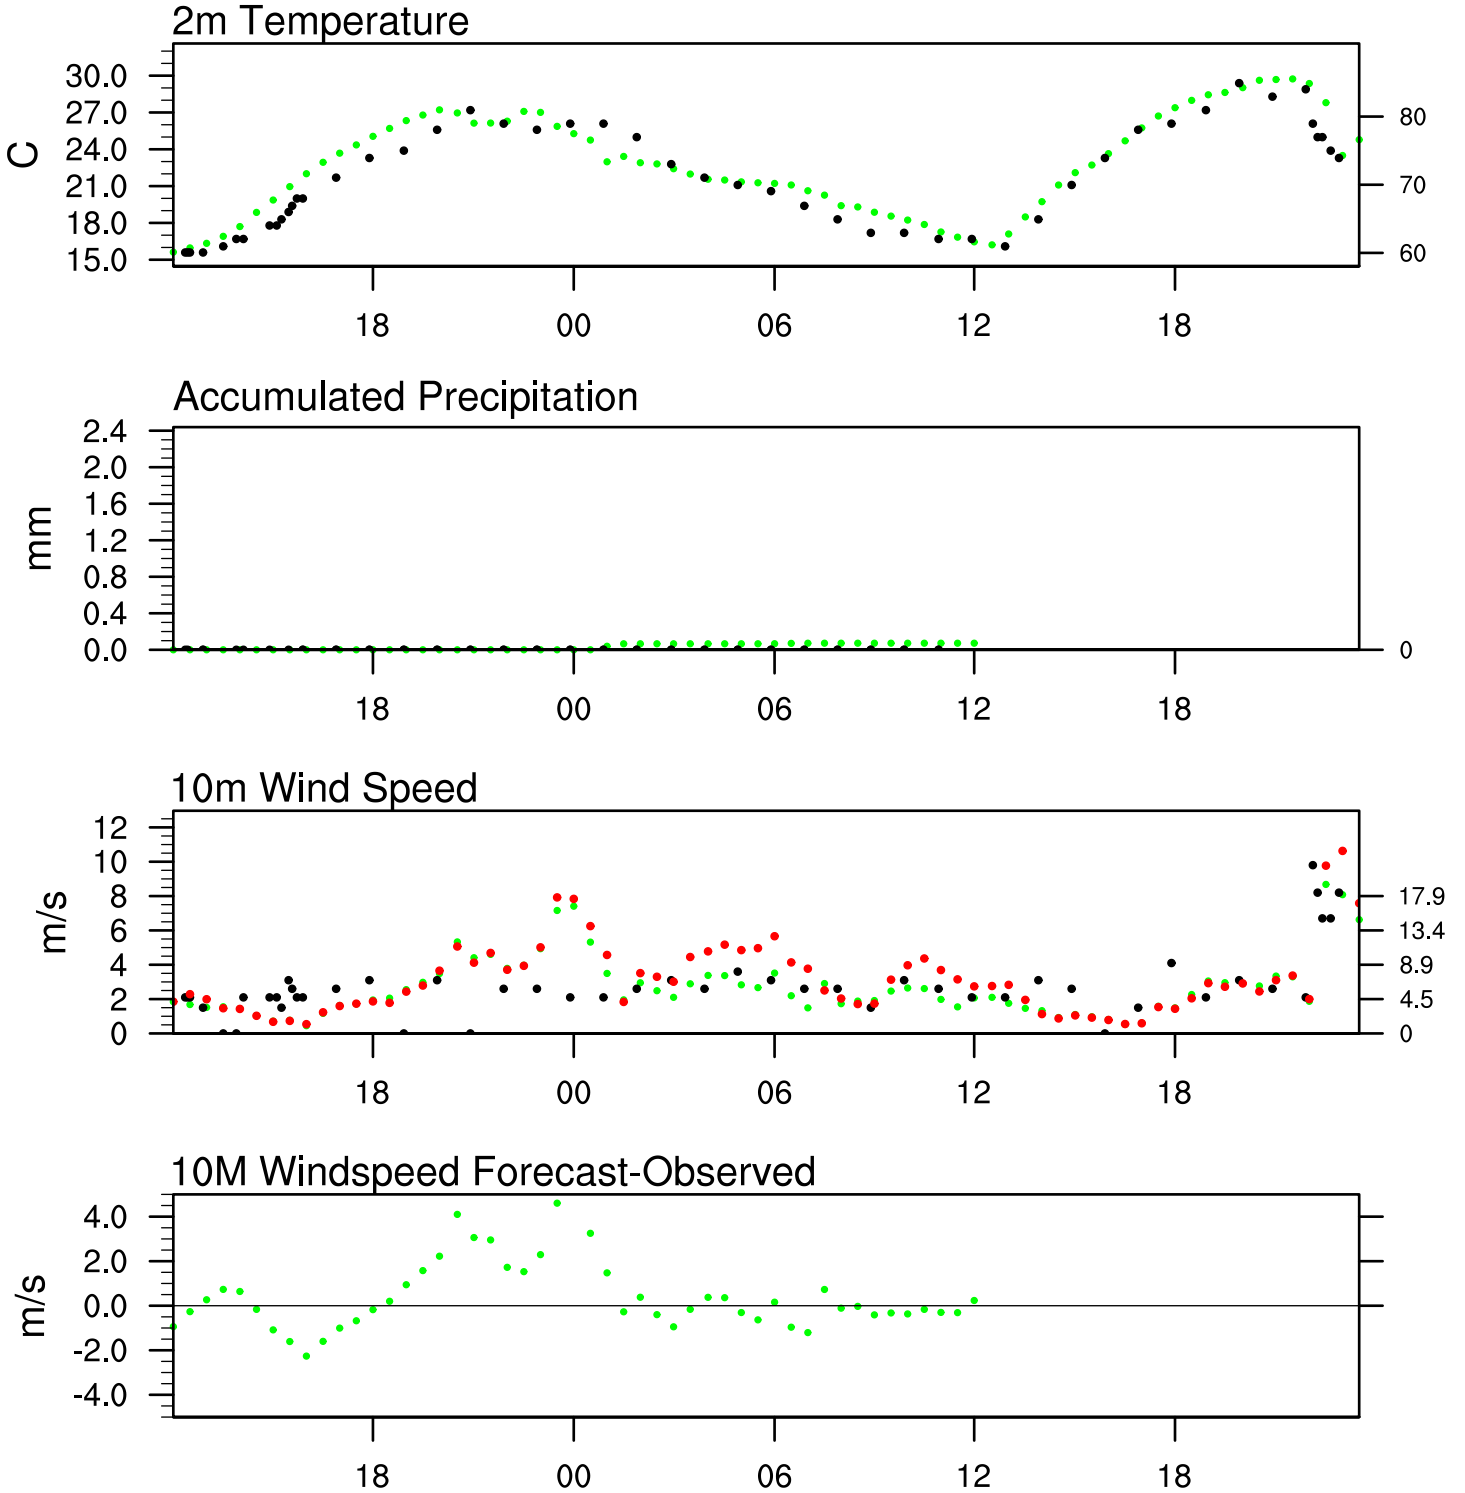 2m Temperature
30.0
27.0
24.0
21.0
18.0
15.0
C
80
70
60
18 00 06 12 18
Accumulated Precipitation
2.4
2.0
1.6
1.2
0.8
0.4
0.0
mm
0
18 00 06 12 18
10m Wind Speed
12
10
8
6
4
2
0
m/s
17.9
13.4
8.9
4.5
0
18 00 06 12 18
10M Windspeed Forecast-Observed
4.0
2.0
0.0
-2.0
-4.0
m/s
18 00 06 12 18